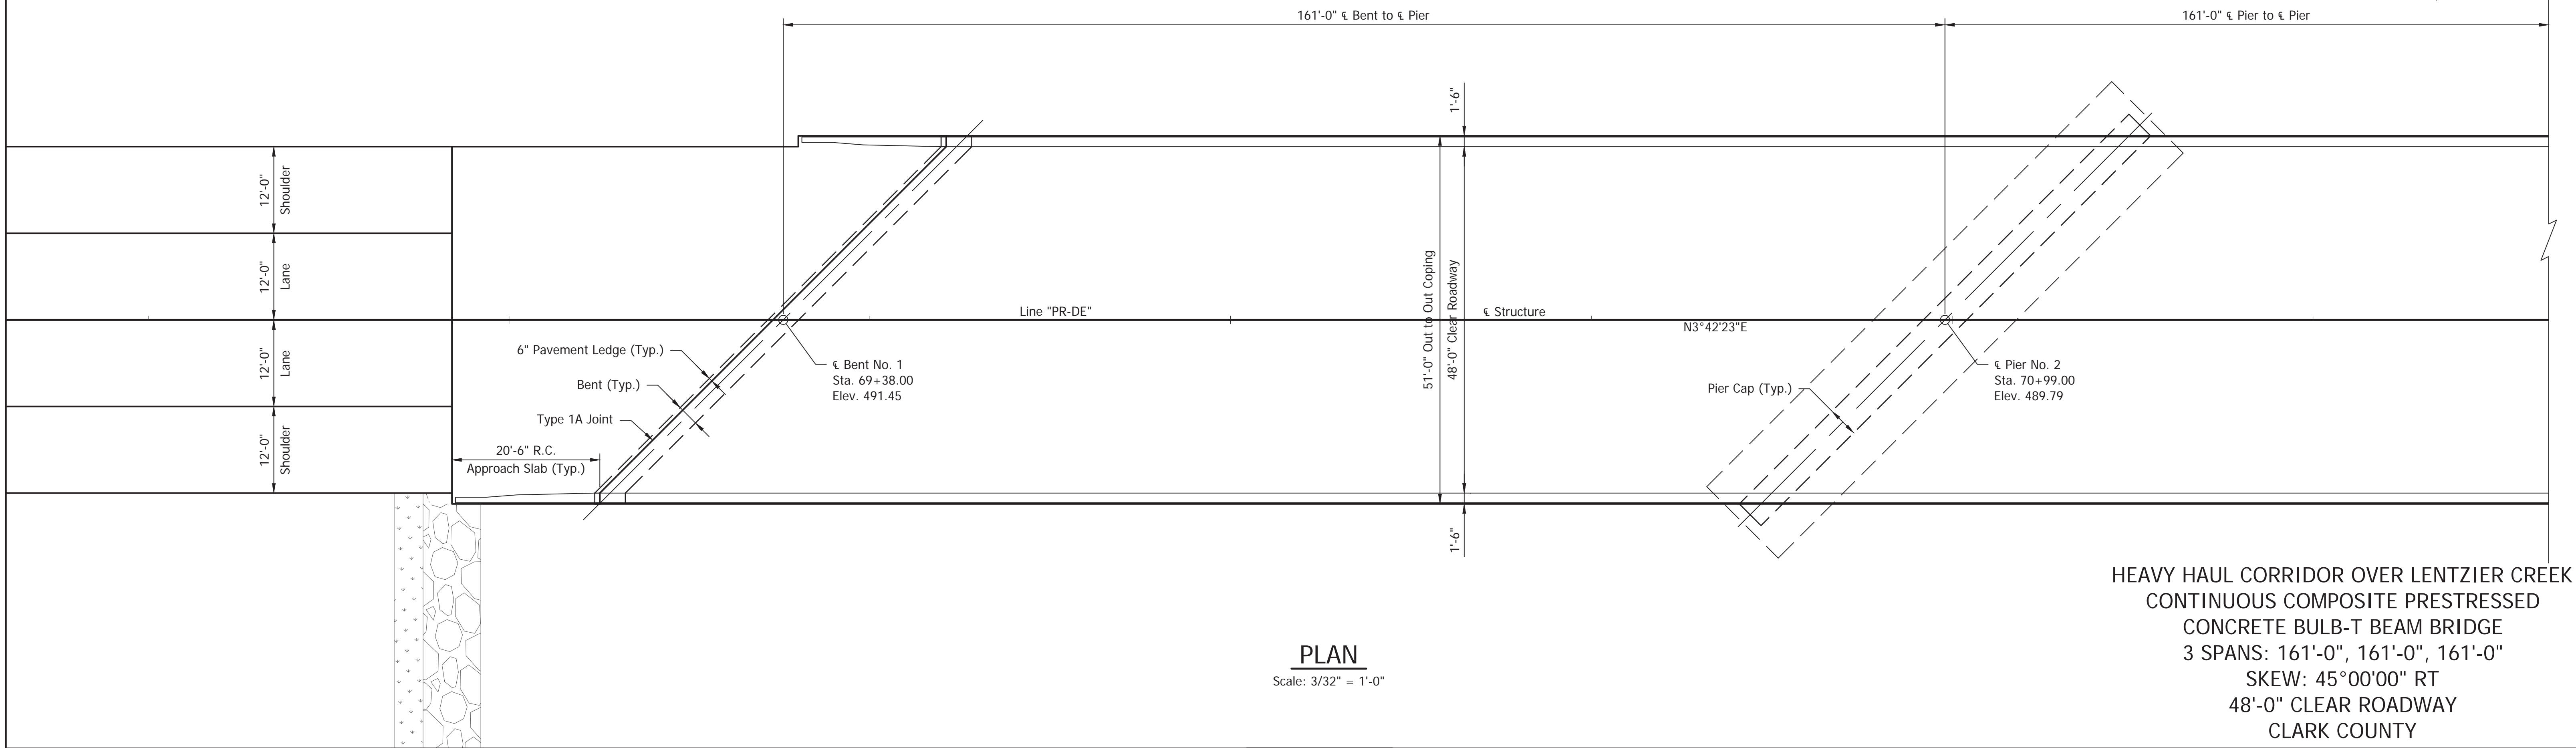 161'-0" ℄ Bent to ℄ Pier
161'-0" ℄ Pier to ℄ Pier
1'-6"
12'-0"
Shoulder
12'-0"
Lane
12'-0"
Lane
12'-0"
Shoulder
51'-0" Out to Out Coping
48'-0" Clear Roadway
Line "PR-DE"
℄ Structure
N3°42'23"E
6" Pavement Ledge (Typ.)
Bent (Typ.)
Type 1A Joint
℄ Bent No. 1
Sta. 69+38.00
Elev. 491.45
Pier Cap (Typ.)
℄ Pier No. 2
Sta. 70+99.00
Elev. 489.79
20'-6" R.C.
Approach Slab (Typ.)
1'-6"
PLAN
Scale: 3/32" = 1'-0"
HEAVY HAUL CORRIDOR OVER LENTZIER CREEK
CONTINUOUS COMPOSITE PRESTRESSED
CONCRETE BULB-T BEAM BRIDGE
3 SPANS: 161'-0", 161'-0", 161'-0"
SKEW: 45°00'00" RT
48'-0" CLEAR ROADWAY
CLARK COUNTY